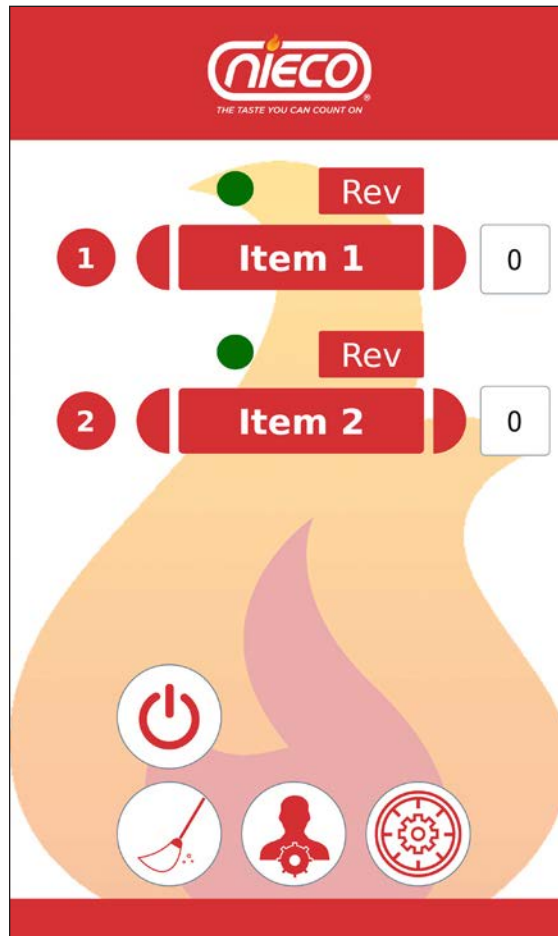 NIECO
THE TASTE YOU CAN COUNT ON
Rev
1 Item 1 0
Rev
2 Item 2 0